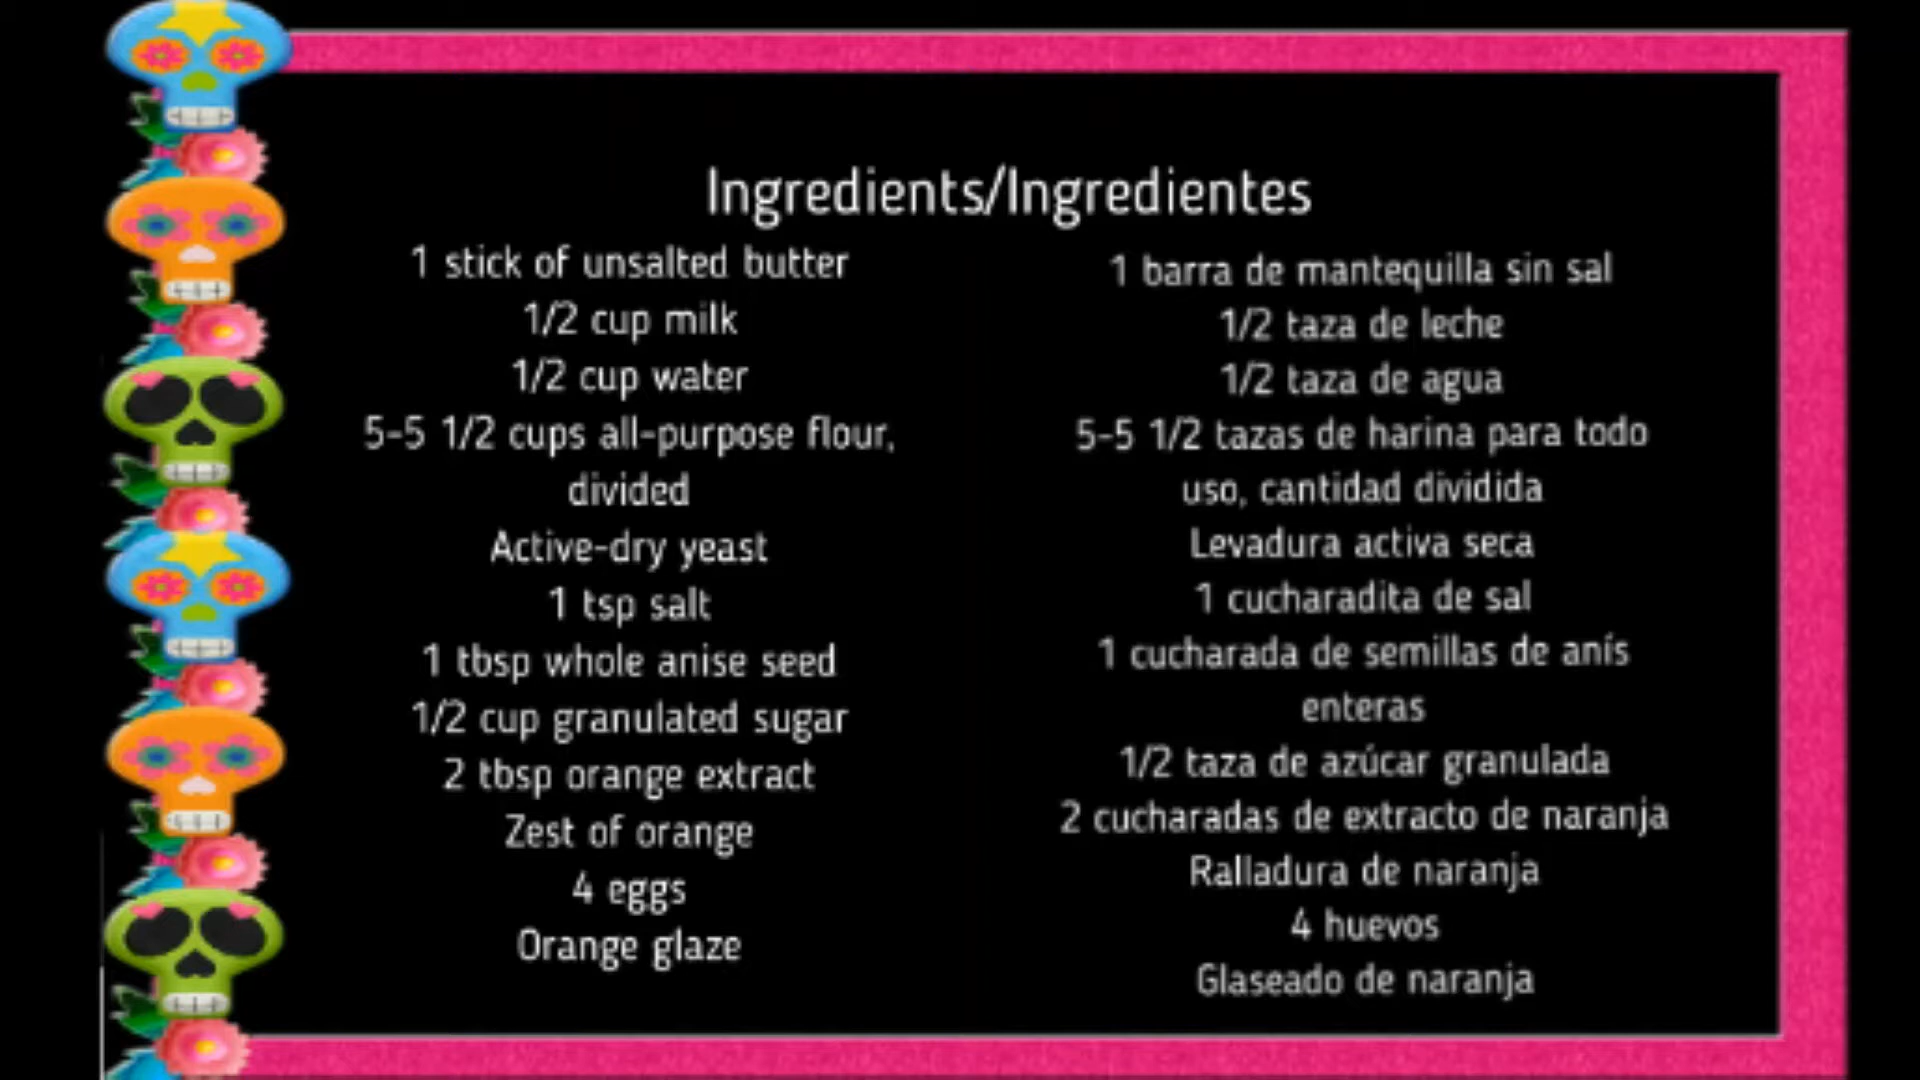 Ingredients/Ingredientes
1 stick of unsalted butter
1/2 cup milk
1/2 cup water
5-5 1/2 cups all-purpose flour,
divided
Active-dry yeast
1 tsp salt
1 tbsp whole anise seed
1/2 cup granulated sugar
2 tbsp orange extract
Zest of orange
4 eggs
Orange glaze
1 barra de mantequilla sin sal
1/2 taza de leche
1/2 taza de agua
5-5 1/2 tazas de harina para todo
uso, cantidad dividida
Levadura activa seca
1 cucharadita de sal
1 cucharada de semillas de anís
enteras
1/2 taza de azúcar granulada
2 cucharadas de extracto de naranja
Ralladura de naranja
4 huevos
Glaseado de naranja